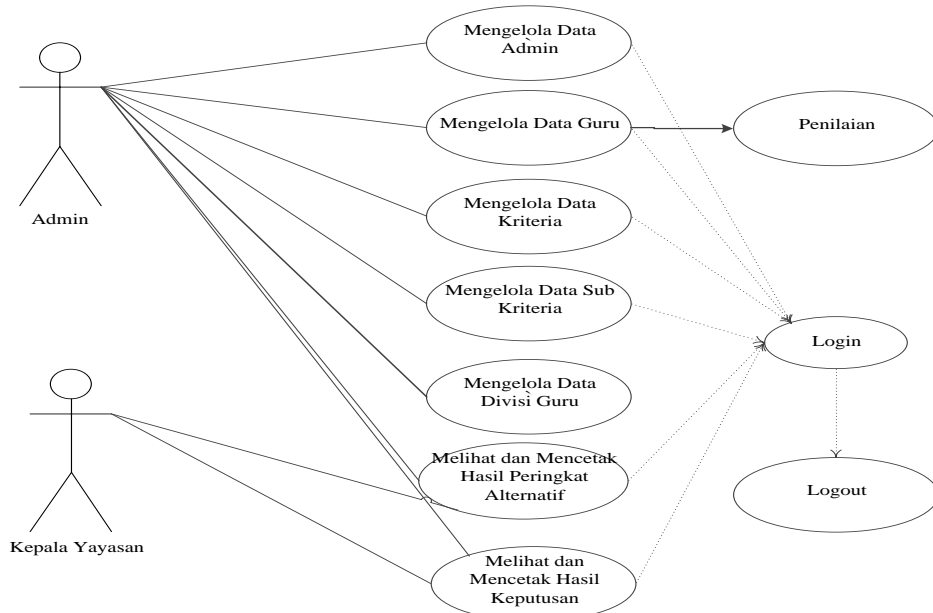 Mengelola Data
Admin
Mengelola Data Guru
Penilaian
Admin
Mengelola Data
Kriteria
Mengelola Data Sub
Kriteria
Login
Mengelola Data
Divisi Guru
Melihat dan Mencetak
Hasil Peringkat
Alternatif
Logout
Kepala Yayasan
Melihat dan
Mencetak Hasil
Keputusan